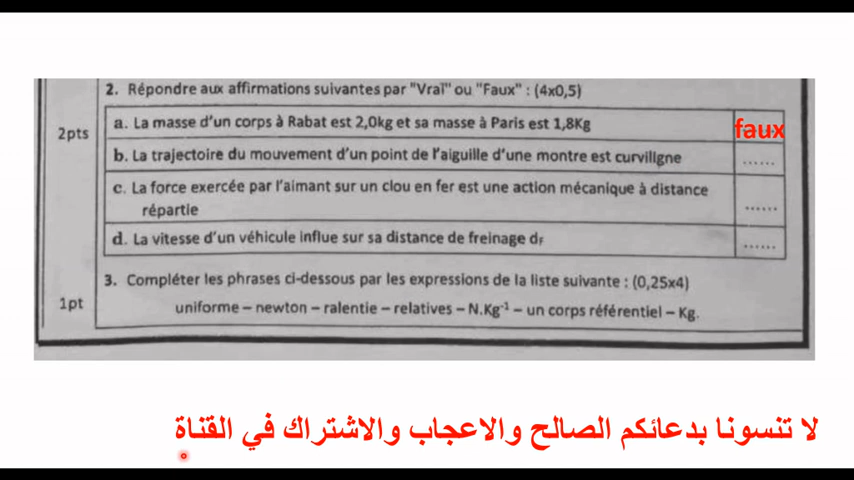 2. Répondre aux affirmations suivantes par "Vrai" ou "Faux" : (4x0,5)
2pts
a. La masse d'un corps à Rabat est 2,0kg et sa masse à Paris est 1,8Kg
faux
b. La trajectoire du mouvement d'un point de l'aiguille d'une montre est curviligne
......
c. La force exercée par l'aimant sur un clou en fer est une action mécanique à distance
répartie
......
d. La vitesse d'un véhicule influe sur sa distance de freinage dF
......
3. Compléter les phrases ci-dessous par les expressions de la liste suivante : (0,25x4)
1pt
uniforme – newton – ralentie – relatives – N.Kg⁻¹ – un corps référentiel – Kg.
لا تنسونا بدعائكم الصالح والاعجاب والاشتراك في القناة